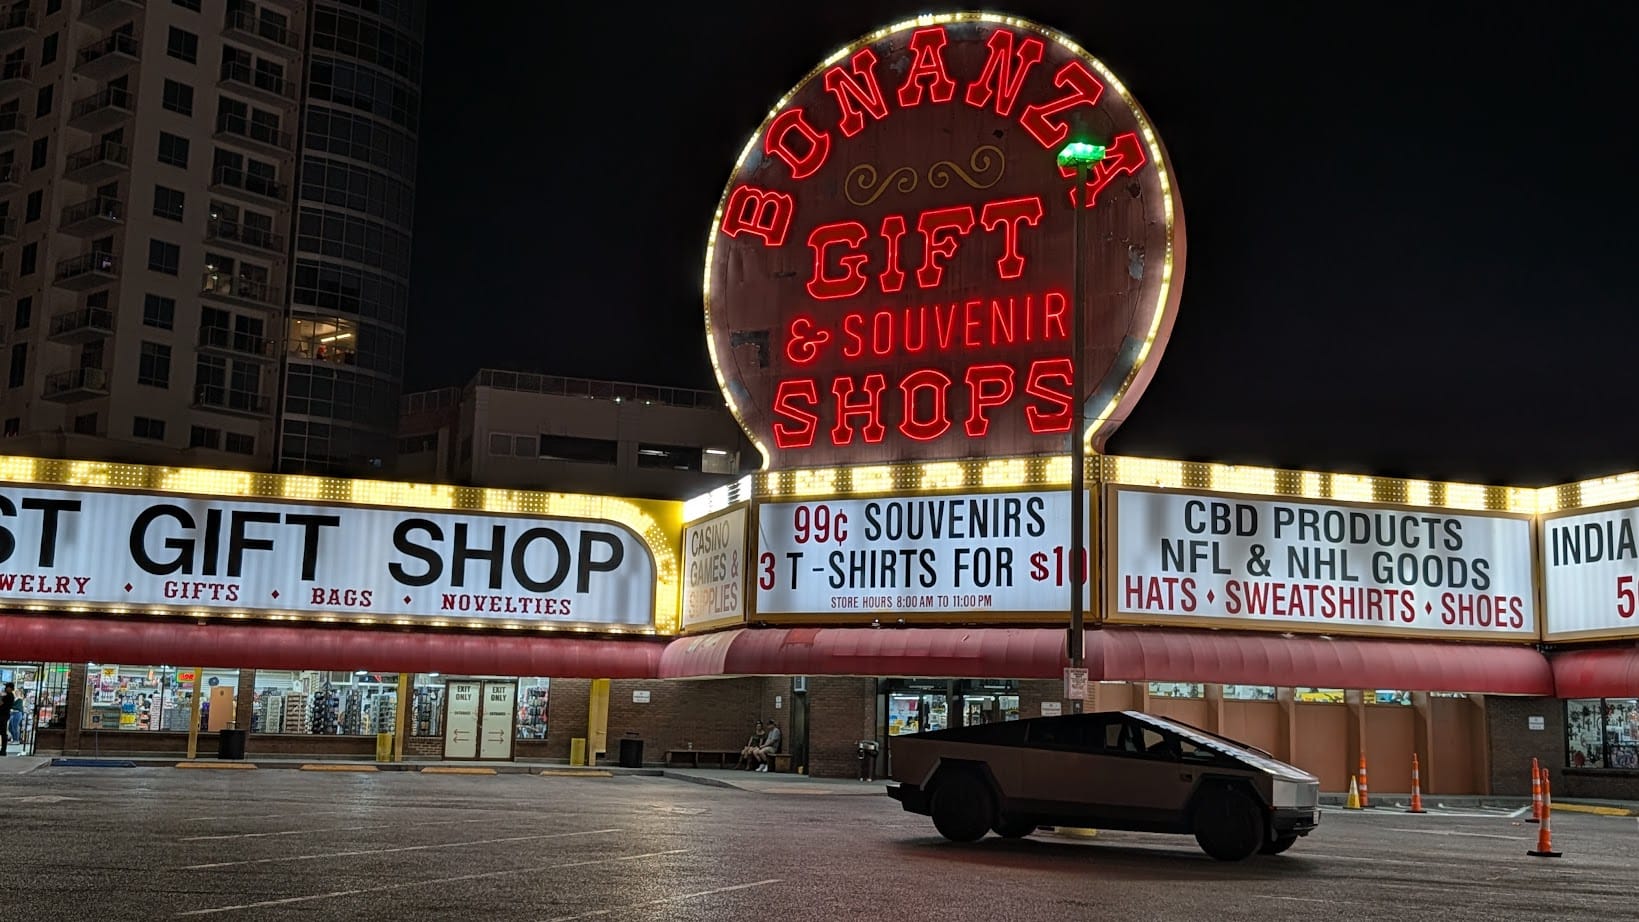 BONANZA
GIFT
& SOUVENIR
SHOPS
ST GIFT SHOP
WELRY • GIFTS • BAGS • NOVELTIES
CASINO
GAMES &
SUPPLIES
99¢ SOUVENIRS
3 T-SHIRTS FOR $10
STORE HOURS 8:00 AM TO 11:00 PM
CBD PRODUCTS
NFL & NHL GOODS
HATS • SWEATSHIRTS • SHOES
INDIA
50
EXIT
ONLY
EXIT
ONLY